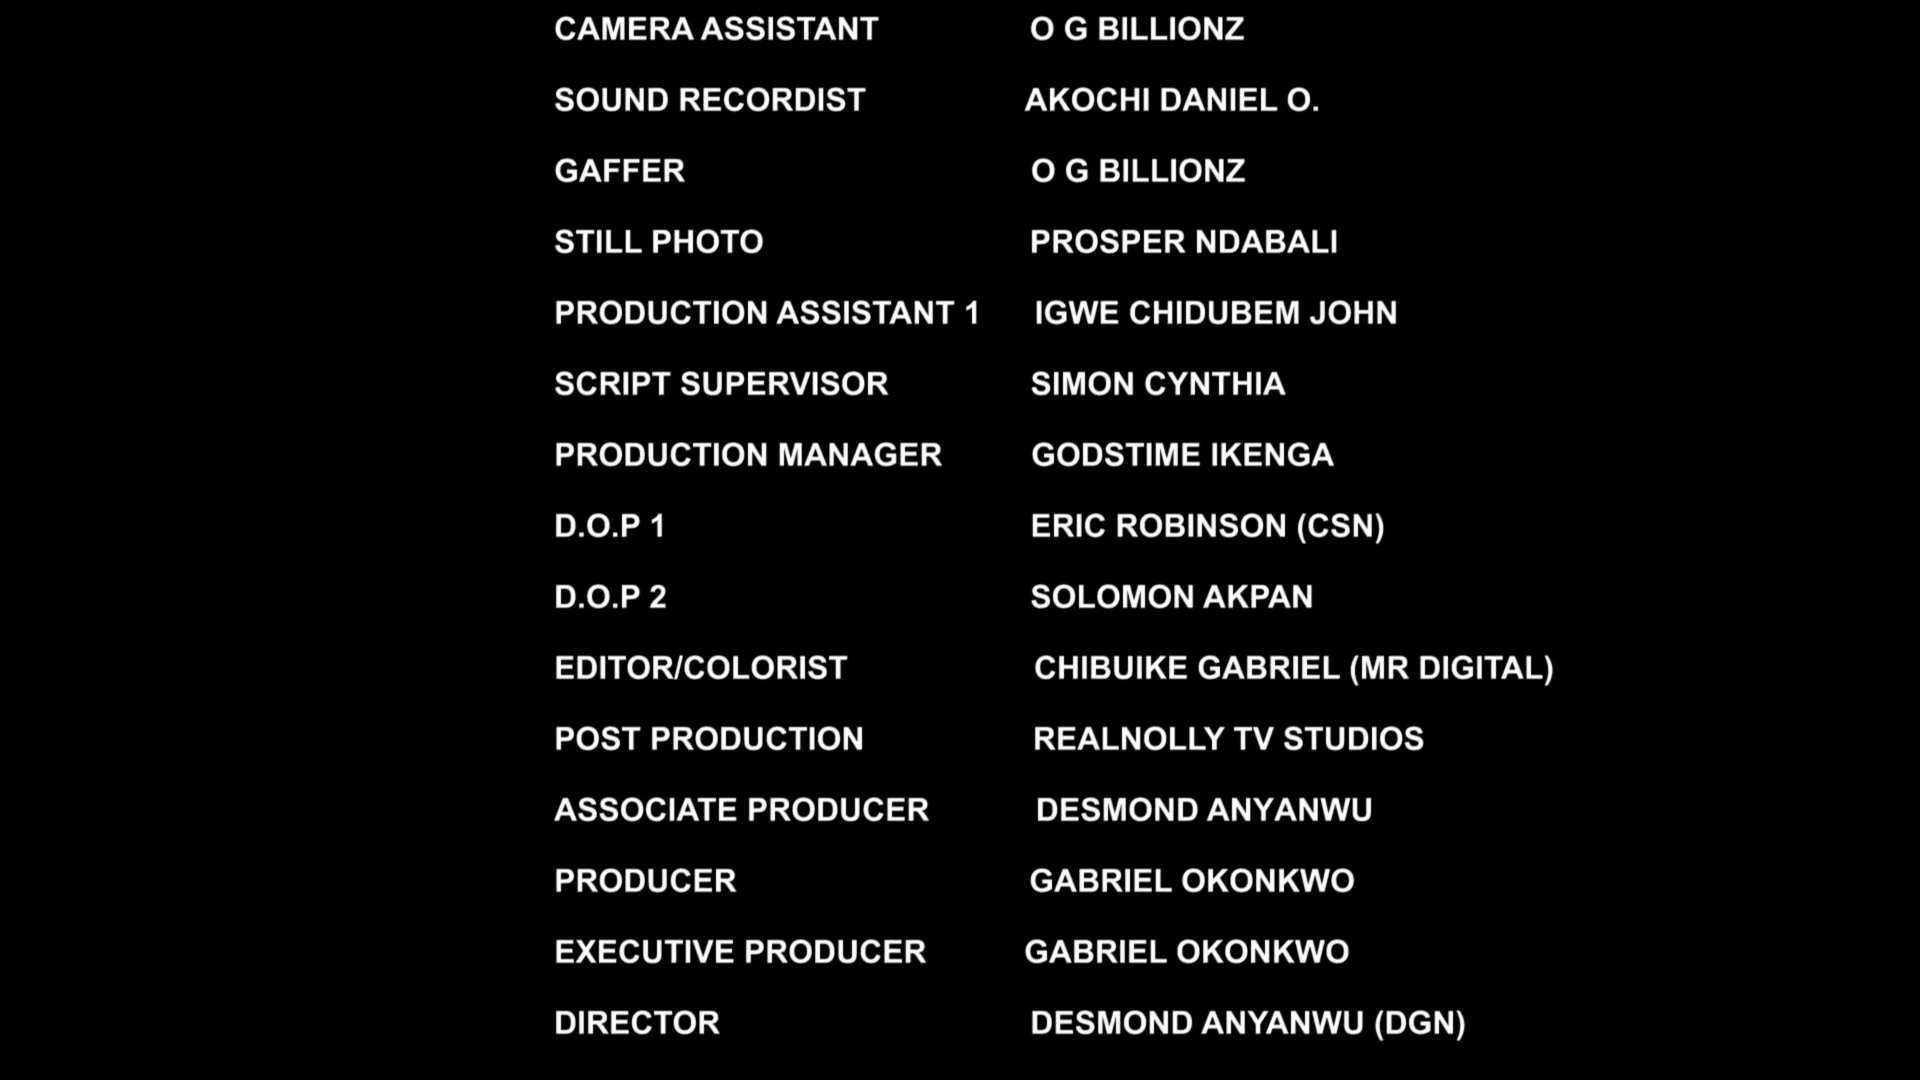 CAMERA ASSISTANT O G BILLIONZ
SOUND RECORDIST AKOCHI DANIEL O.
GAFFER O G BILLIONZ
STILL PHOTO PROSPER NDABALI
PRODUCTION ASSISTANT 1 IGWE CHIDUBEM JOHN
SCRIPT SUPERVISOR SIMON CYNTHIA
PRODUCTION MANAGER GODSTIME IKENGA
D.O.P 1 ERIC ROBINSON (CSN)
D.O.P 2 SOLOMON AKPAN
EDITOR/COLORIST CHIBUIKE GABRIEL (MR DIGITAL)
POST PRODUCTION REALNOLLY TV STUDIOS
ASSOCIATE PRODUCER DESMOND ANYANWU
PRODUCER GABRIEL OKONKWO
EXECUTIVE PRODUCER GABRIEL OKONKWO
DIRECTOR DESMOND ANYANWU (DGN)